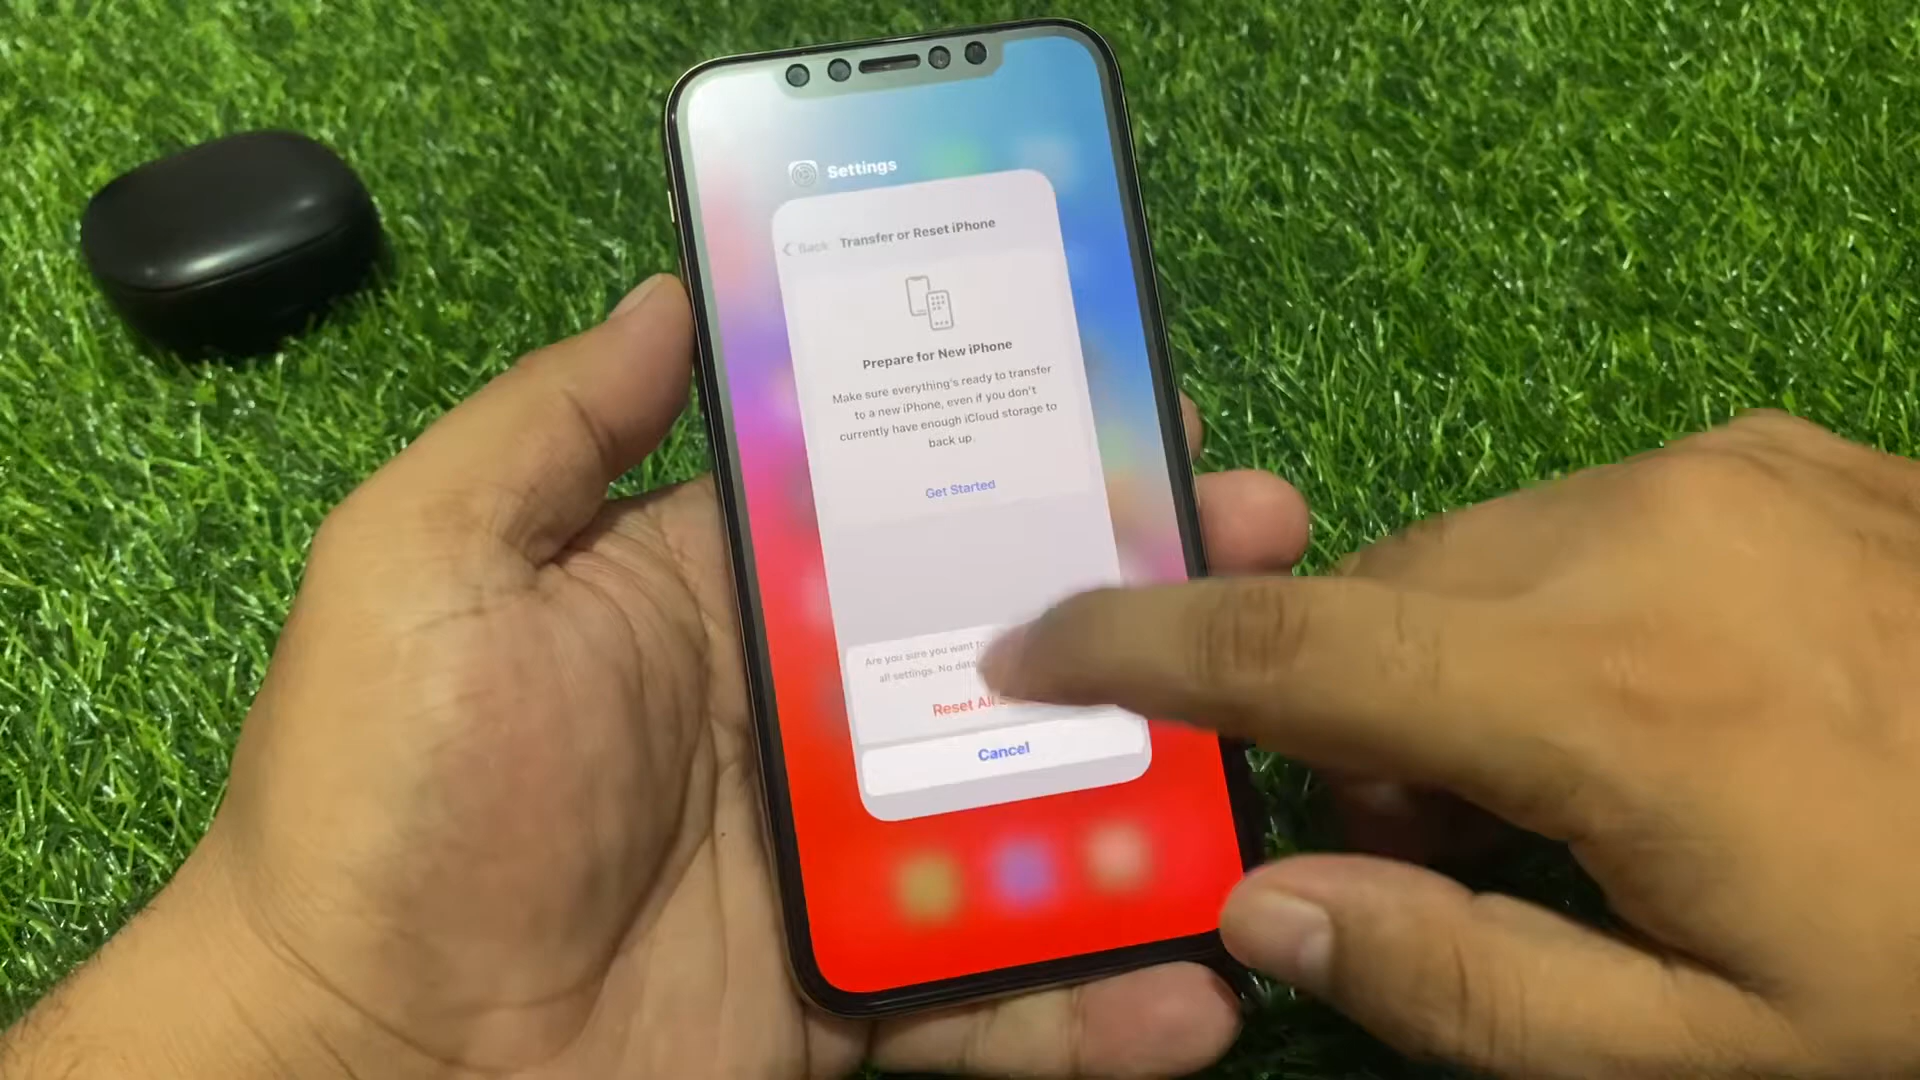 Settings
Back Transfer or Reset iPhone
Prepare for New iPhone
Make sure everything's ready to transfer
to a new iPhone, even if you don't
currently have enough iCloud storage to
back up.
Get Started
Are you sure you want to
all settings. No data
Reset All
Cancel